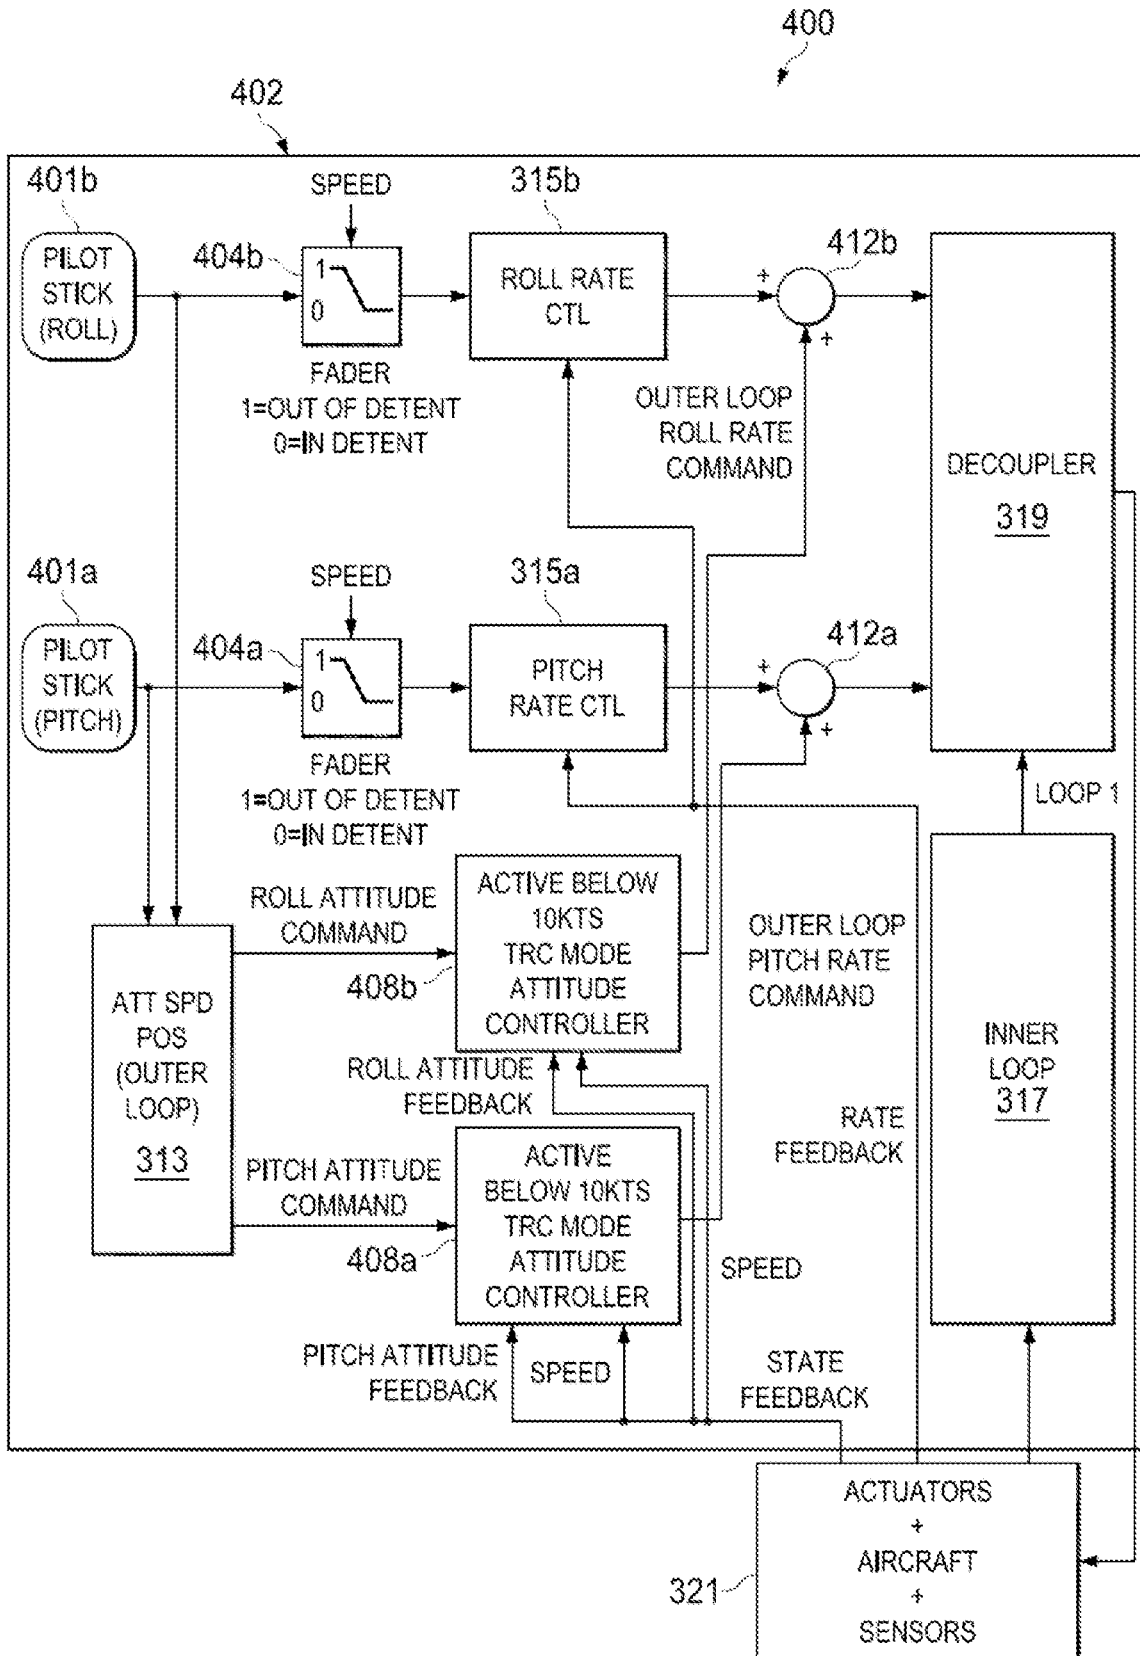 400
402
401b
PILOT
STICK
(ROLL)
SPEED
404b
1
0
FADER
1=OUT OF DETENT
0=IN DETENT
315b
ROLL RATE
CTL
+
412b
+
OUTER LOOP
ROLL RATE
COMMAND
DECOUPLER
319
401a
PILOT
STICK
(PITCH)
SPEED
404a
1
0
FADER
1=OUT OF DETENT
0=IN DETENT
315a
PITCH
RATE CTL
+
412a
+
LOOP 1
ATT SPD
POS
(OUTER
LOOP)
313
ROLL ATTITUDE
COMMAND
408b
ACTIVE BELOW
10KTS
TRC MODE
ATTITUDE
CONTROLLER
OUTER LOOP
PITCH RATE
COMMAND
INNER
LOOP
317
ROLL ATTITUDE
FEEDBACK
RATE
FEEDBACK
PITCH ATTITUDE
COMMAND
408a
ACTIVE
BELOW 10KTS
TRC MODE
ATTITUDE
CONTROLLER
SPEED
PITCH ATTITUDE
FEEDBACK
SPEED
STATE
FEEDBACK
321
ACTUATORS
+
AIRCRAFT
+
SENSORS